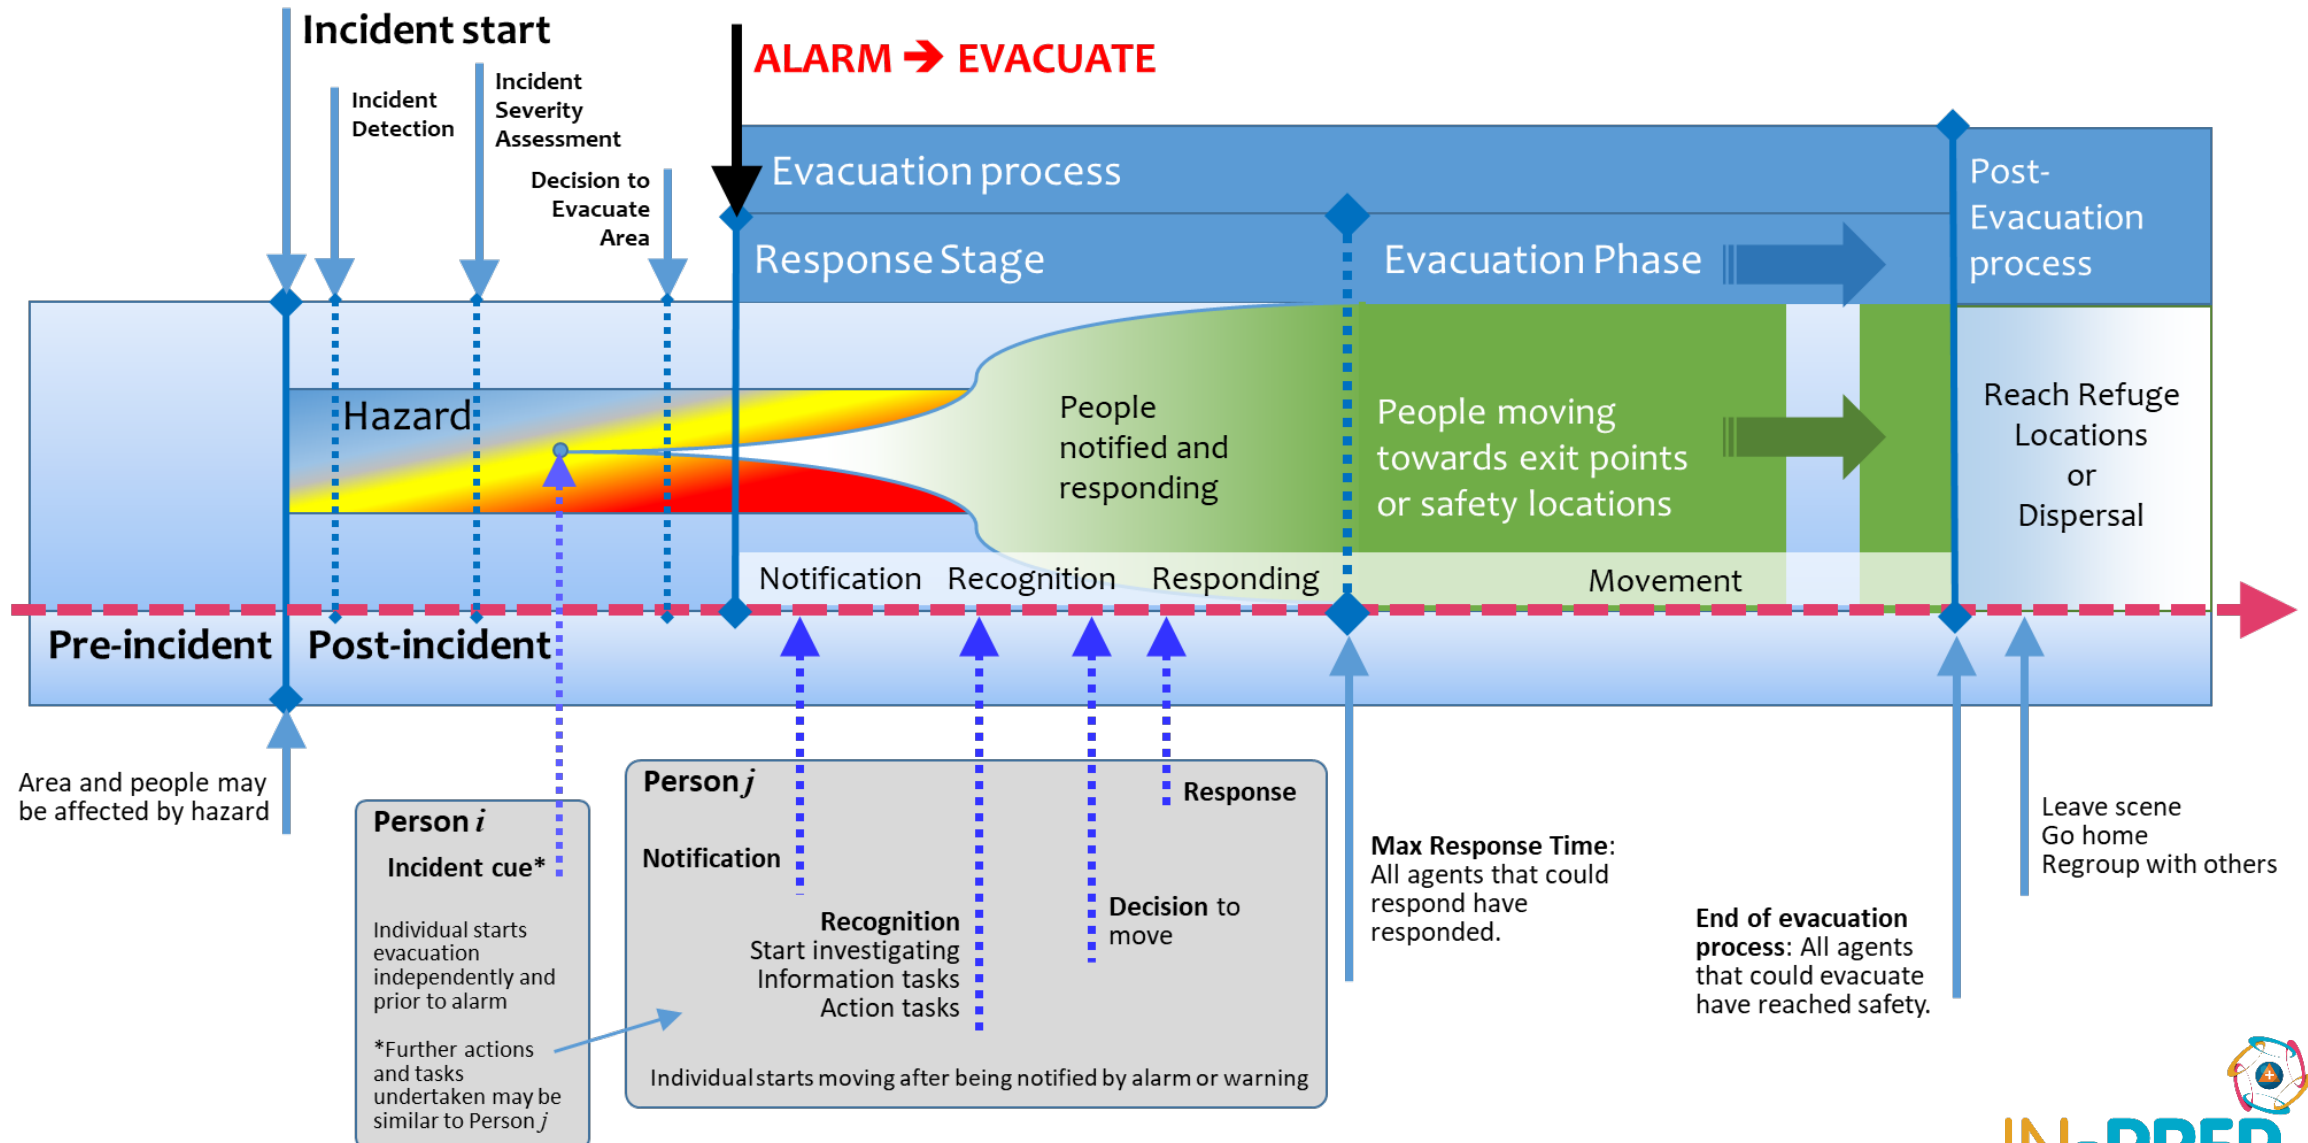 Incident start
Incident
Detection
Incident
Severity
Assessment
Decision to
Evacuate
Area
ALARM ➔ EVACUATE
Evacuation process
Response Stage
Evacuation Phase
Post-
Evacuation
process
Hazard
People
notified and
responding
People moving
towards exit points
or safety locations
Reach Refuge
Locations
or
Dispersal
Notification
Recognition
Responding
Movement
Pre-incident
Post-incident
Area and people may
be affected by hazard
Person i
Incident cue*
Individual starts
evacuation
independently and
prior to alarm
*Further actions
and tasks
undertaken may be
similar to Person j
Person j
Notification
Recognition
Start investigating
Information tasks
Action tasks
Decision to
move
Response
Individual starts moving after being notified by alarm or warning
Max Response Time:
All agents that could
respond have
responded.
End of evacuation
process: All agents
that could evacuate
have reached safety.
Leave scene
Go home
Regroup with others
IN-PREP